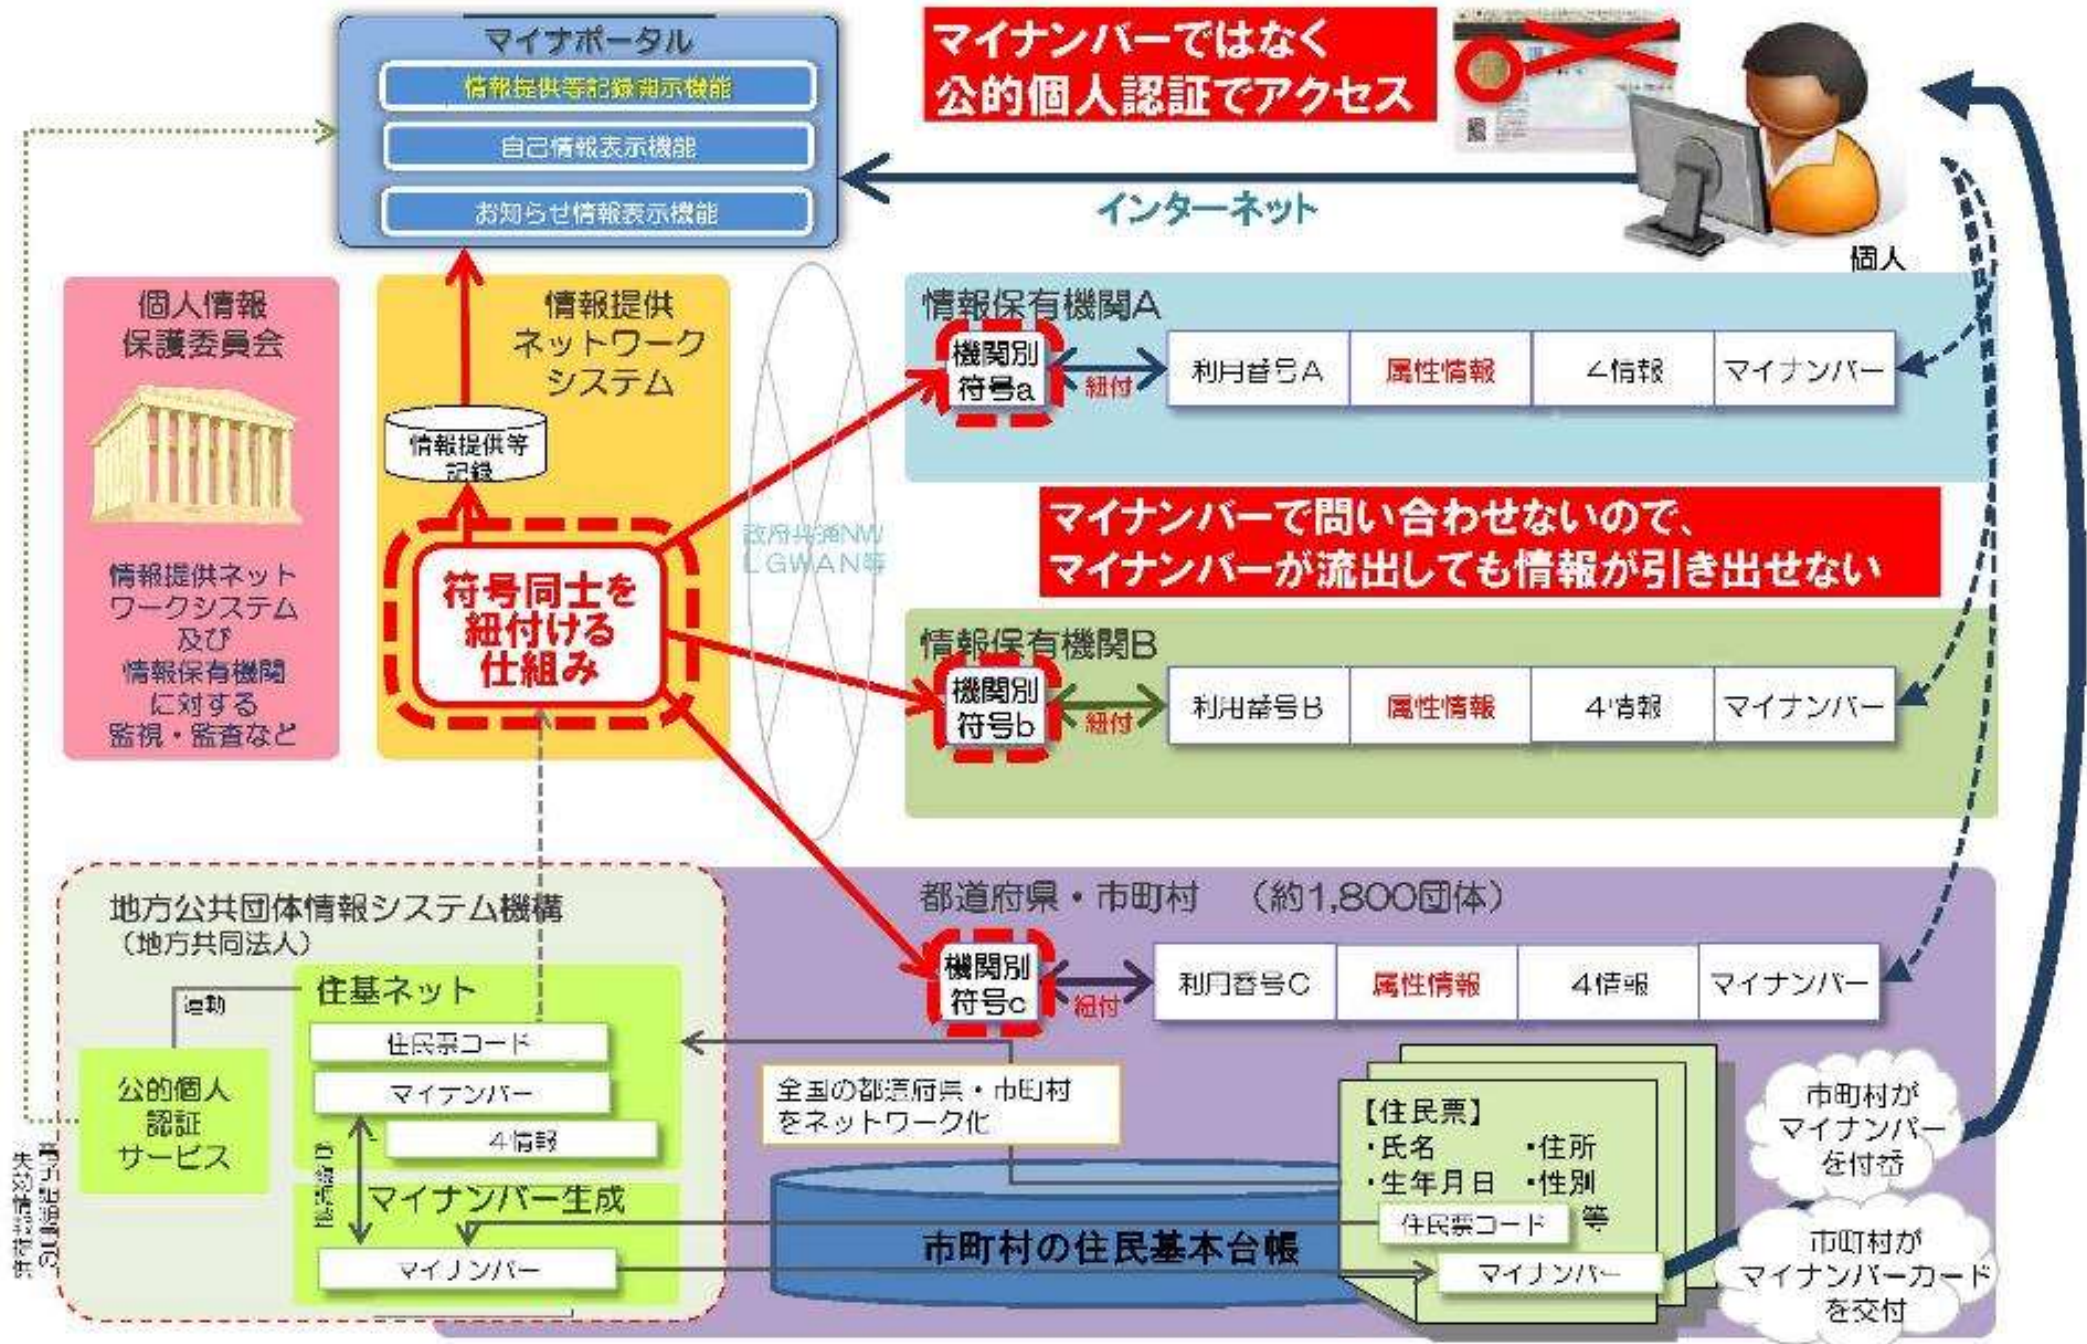 マイナポータル
情報提供等記録開示機能
自己情報表示機能
お知らせ情報表示機能
マイナンバーではなく
公的個人認証でアクセス
インターネット
個人
個人情報
保護委員会
情報提供ネット
ワークシステム
及び
情報保有機関
に対する
監視・監査など
情報提供
ネットワーク
システム
情報提供等
記録
符号同士を
紐付ける
仕組み
政府共通NW
LGWAN等
情報保有機関A
機関別
符号a
紐付
利用番号A
属性情報
4情報
マイナンバー
マイナンバーで問い合わせないので、
マイナンバーが流出しても情報が引き出せない
情報保有機関B
機関別
符号b
紐付
利用番号B
属性情報
4情報
マイナンバー
都道府県・市町村 （約1,800団体）
機関別
符号c
紐付
利用番号C
属性情報
4情報
マイナンバー
地方公共団体情報システム機構
（地方共同法人）
住基ネット
連動
住民票コード
マイナンバー
4情報
公的個人
認証
サービス
マイナンバー生成
マイナンバー
全国の都道府県・市町村
をネットワーク化
市町村の住民基本台帳
【住民票】
・氏名 ・住所
・生年月日 ・性別
住民票コード 等
マイナンバー
市町村が
マイナンバー
を付番
市町村が
マイナンバーカード
を交付